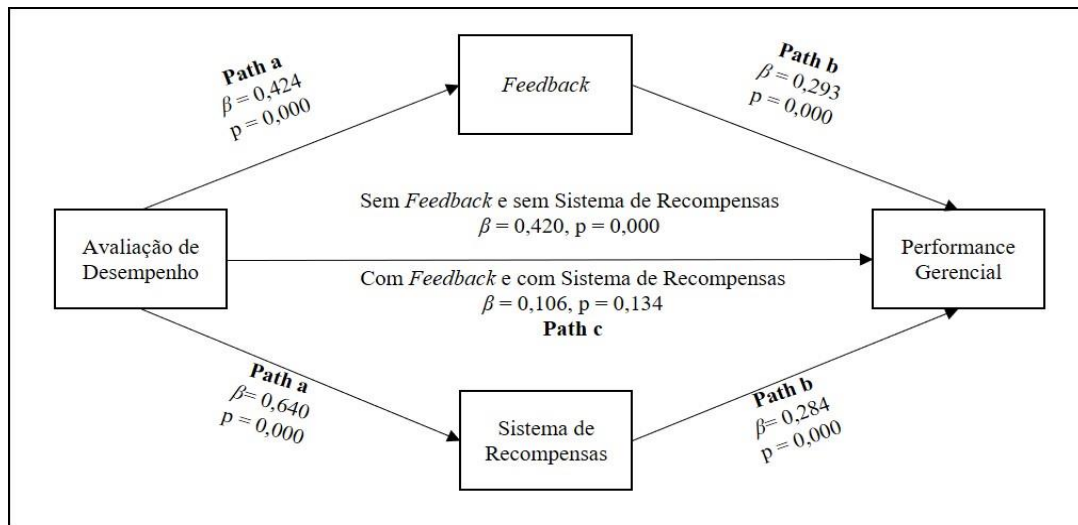 Path a
β = 0,424
p = 0,000
Feedback
Path b
β = 0,293
p = 0,000
Sem Feedback e sem Sistema de Recompensas
β = 0,420, p = 0,000
Avaliação de
Desempenho
Performance
Gerencial
Com Feedback e com Sistema de Recompensas
β = 0,106, p = 0,134
Path c
Path a
β= 0,640
p = 0,000
Sistema de
Recompensas
Path b
β= 0,284
p = 0,000